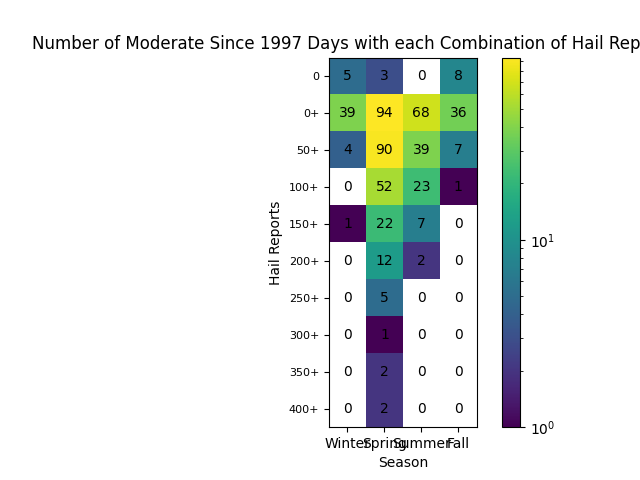 Number of Moderate Since 1997 Days with each Combination of Hail Rep
0 5 3 0 8
0+ 39 94 68 36
50+ 4 90 39 7
100+ 0 52 23 1
150+ 1 22 7 0
200+ 0 12 2 0
250+ 0 5 0 0
300+ 0 1 0 0
350+ 0 2 0 0
400+ 0 2 0 0
Hail Reports
Winter Spring Summer Fall
Season
10¹
10⁰